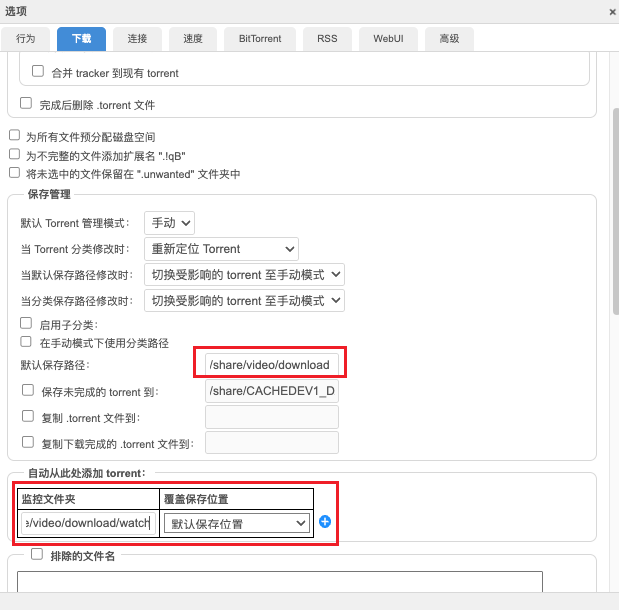 选项 ×
行为 下载 连接 速度 BitTorrent RSS WebUI 高级
合并 tracker 到现有 torrent
完成后删除 .torrent 文件
为所有文件预分配磁盘空间
为不完整的文件添加扩展名 ".!qB"
将未选中的文件保留在 ".unwanted" 文件夹中
保存管理
默认 Torrent 管理模式： 手动
当 Torrent 分类修改时： 重新定位 Torrent
当默认保存路径修改时： 切换受影响的 torrent 至手动模式
当分类保存路径修改时： 切换受影响的 torrent 至手动模式
启用子分类：
在手动模式下使用分类路径
默认保存路径： /share/video/download
保存未完成的 torrent 到： /share/CACHEDEV1_D
复制 .torrent 文件到：
复制下载完成的 .torrent 文件到：
自动从此处添加 torrent：
监控文件夹 覆盖保存位置
/video/download/watch 默认保存位置
排除的文件名